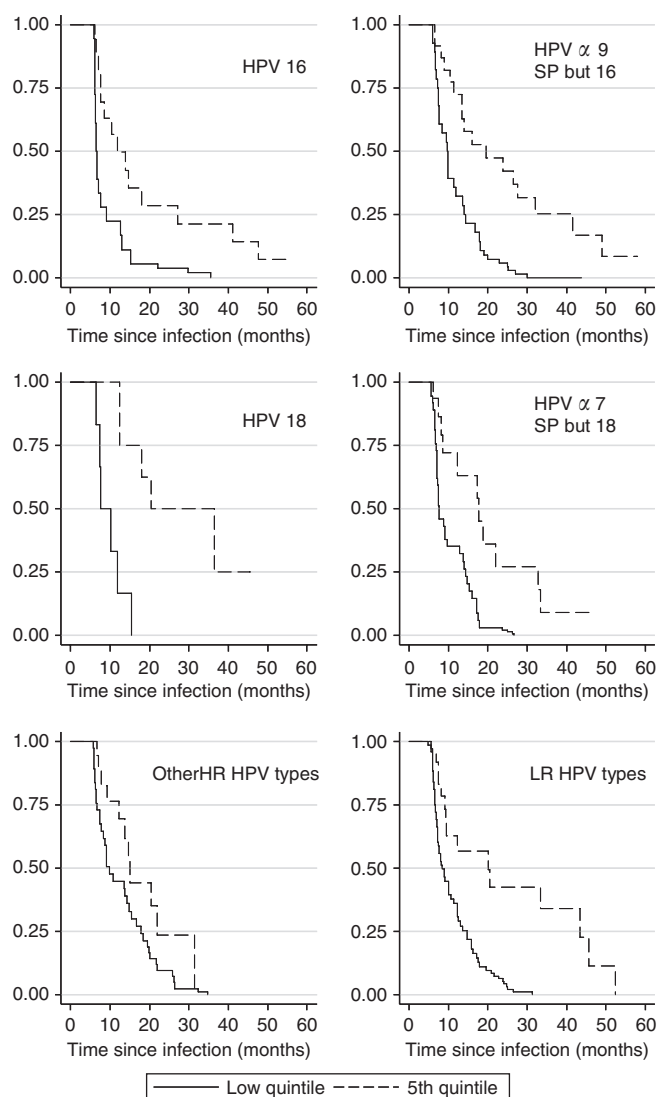 1.00
0.75
0.50
0.25
0.00
HPV 16
0 10 20 30 40 50 60
Time since infection (months)
1.00
0.75
0.50
0.25
0.00
HPV α 9
SP but 16
0 10 20 30 40 50 60
Time since infection (months)
1.00
0.75
0.50
0.25
0.00
HPV 18
0 10 20 30 40 50 60
Time since infection (months)
1.00
0.75
0.50
0.25
0.00
HPV α 7
SP but 18
0 10 20 30 40 50 60
Time since infection (months)
1.00
0.75
0.50
0.25
0.00
OtherHR HPV types
0 10 20 30 40 50 60
Time since infection (months)
1.00
0.75
0.50
0.25
0.00
LR HPV types
0 10 20 30 40 50 60
Time since infection (months)
Low quintile 5th quintile